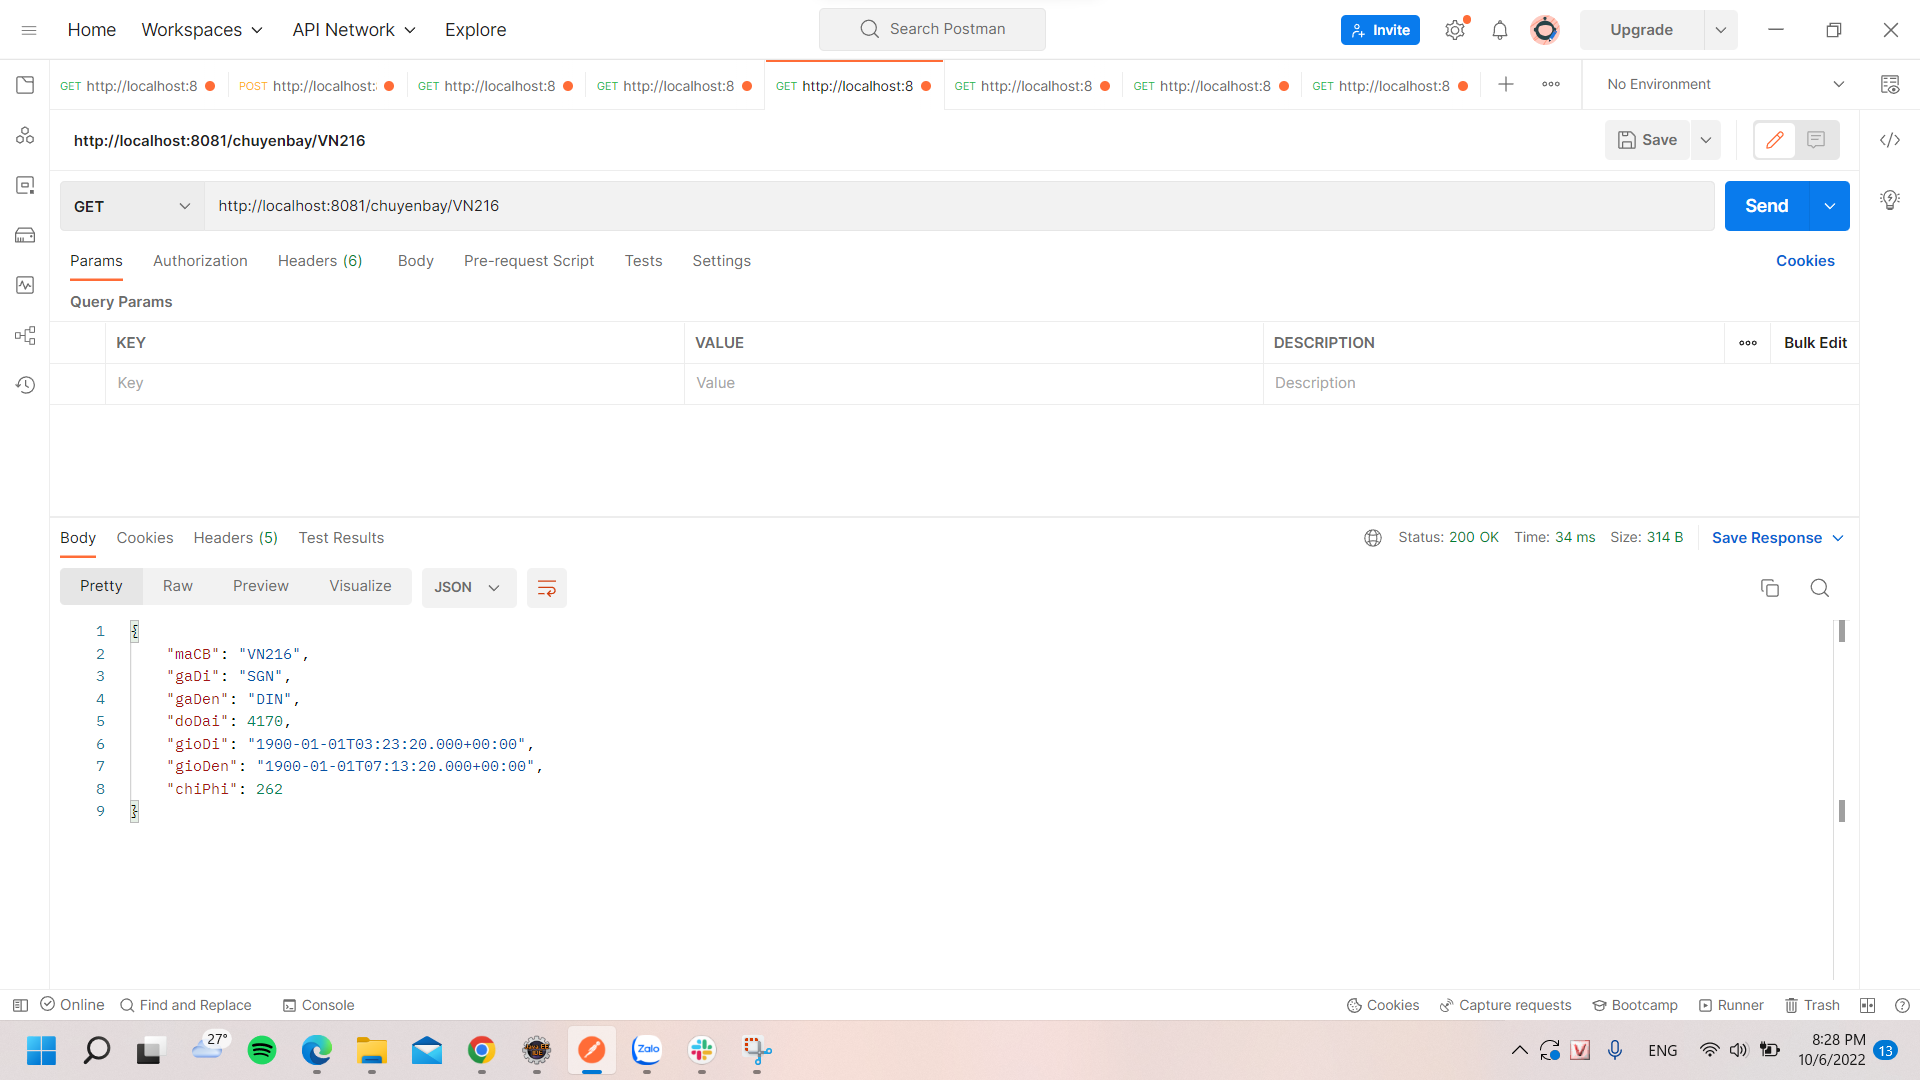 Home Workspaces API Network Explore Search Postman Invite Upgrade
GET http://localhost:8 POST http://localhost: GET http://localhost:8 GET http://localhost:8 GET http://localhost:8 GET http://localhost:8 GET http://localhost:8 GET http://localhost:8 No Environment
http://localhost:8081/chuyenbay/VN216 Save
GET http://localhost:8081/chuyenbay/VN216 Send
Params Authorization Headers (6) Body Pre-request Script Tests Settings Cookies
Query Params
KEY VALUE DESCRIPTION Bulk Edit
Key Value Description
Body Cookies Headers (5) Test Results Status: 200 OK Time: 34 ms Size: 314 B Save Response
Pretty Raw Preview Visualize JSON
1 {
2 "maCB": "VN216",
3 "gaDi": "SGN",
4 "gaDen": "DIN",
5 "doDai": 4170,
6 "gioDi": "1900-01-01T03:23:20.000+00:00",
7 "gioDen": "1900-01-01T07:13:20.000+00:00",
8 "chiPhi": 262
9 }
Online Find and Replace Console Cookies Capture requests Bootcamp Runner Trash
27° Zalo ENG 8:28 PM
10/6/2022 13